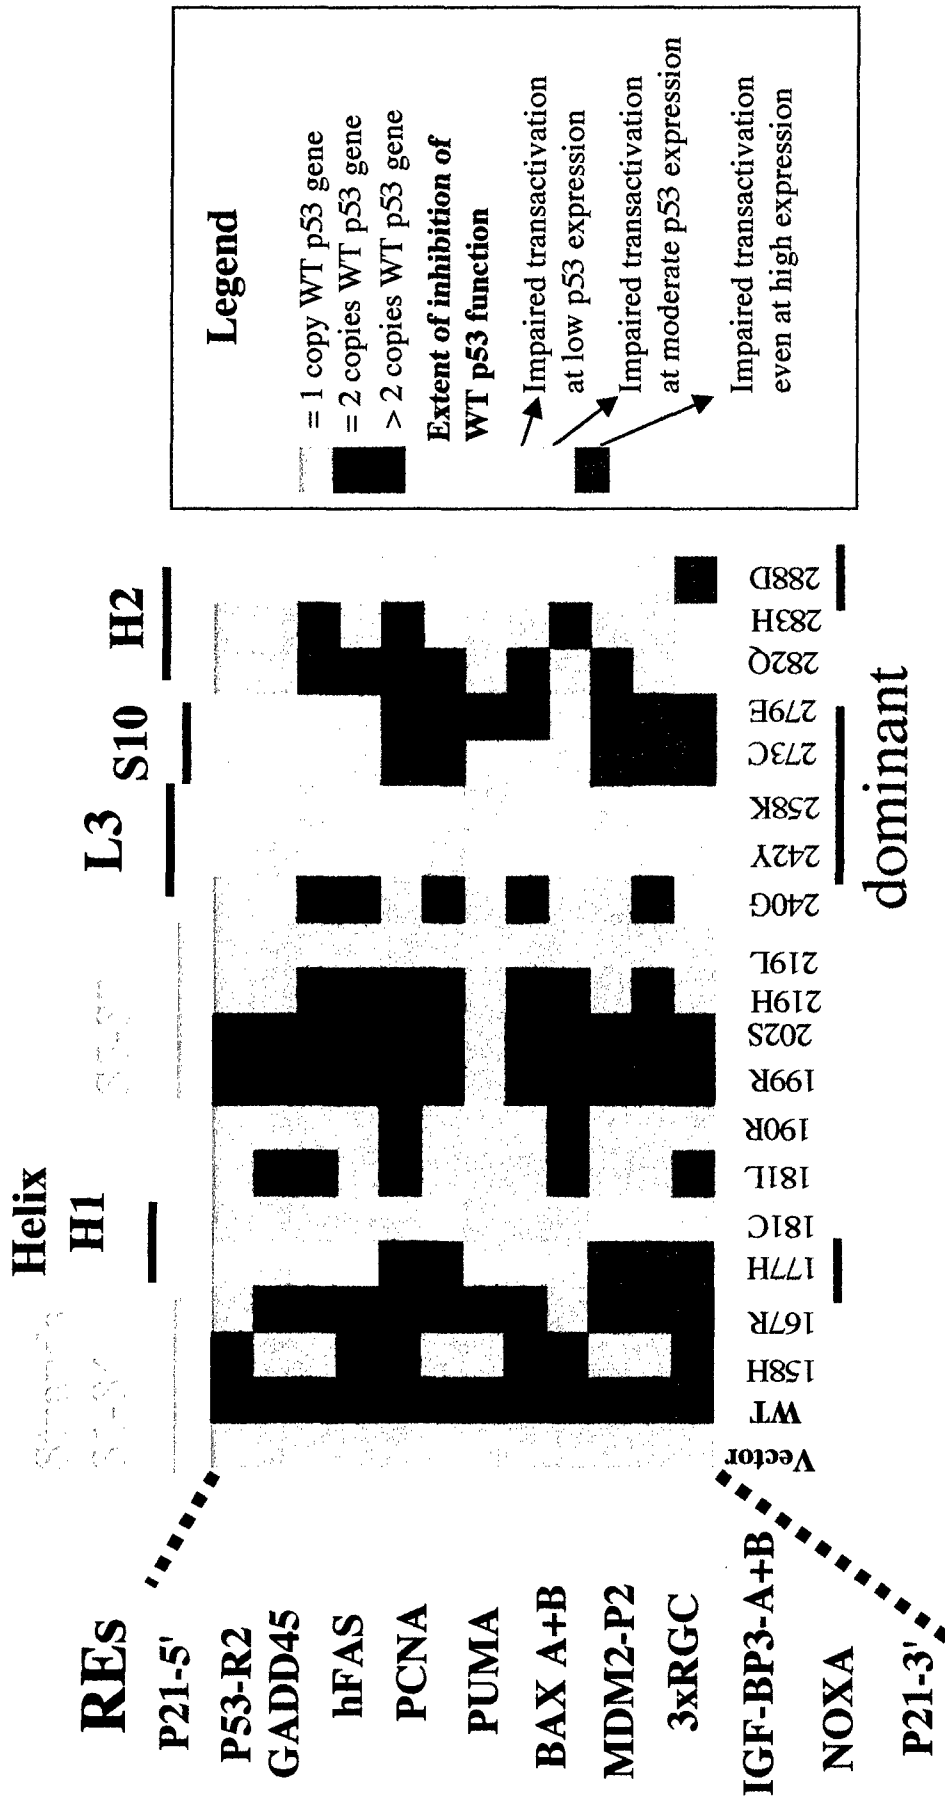 Helix
H1
L3
S10
H2
REs
P21-5'
P53-R2
GADD45
hFAS
PCNA
PUMA
BAX A+B
MDM2-P2
3xRGC
IGF-BP3-A+B
NOXA
P21-3'
Vector
WT
158H
167R
177H
181C
181L
190R
199R
202S
219H
219L
240G
242Y
258K
273C
279E
282Q
283H
288D
dominant
Legend
= 1 copy WT p53 gene
= 2 copies WT p53 gene
> 2 copies WT p53 gene
Extent of inhibition of
WT p53 function
Impaired transactivation
at low p53 expression
Impaired transactivation
at moderate p53 expression
Impaired transactivation
even at high expression